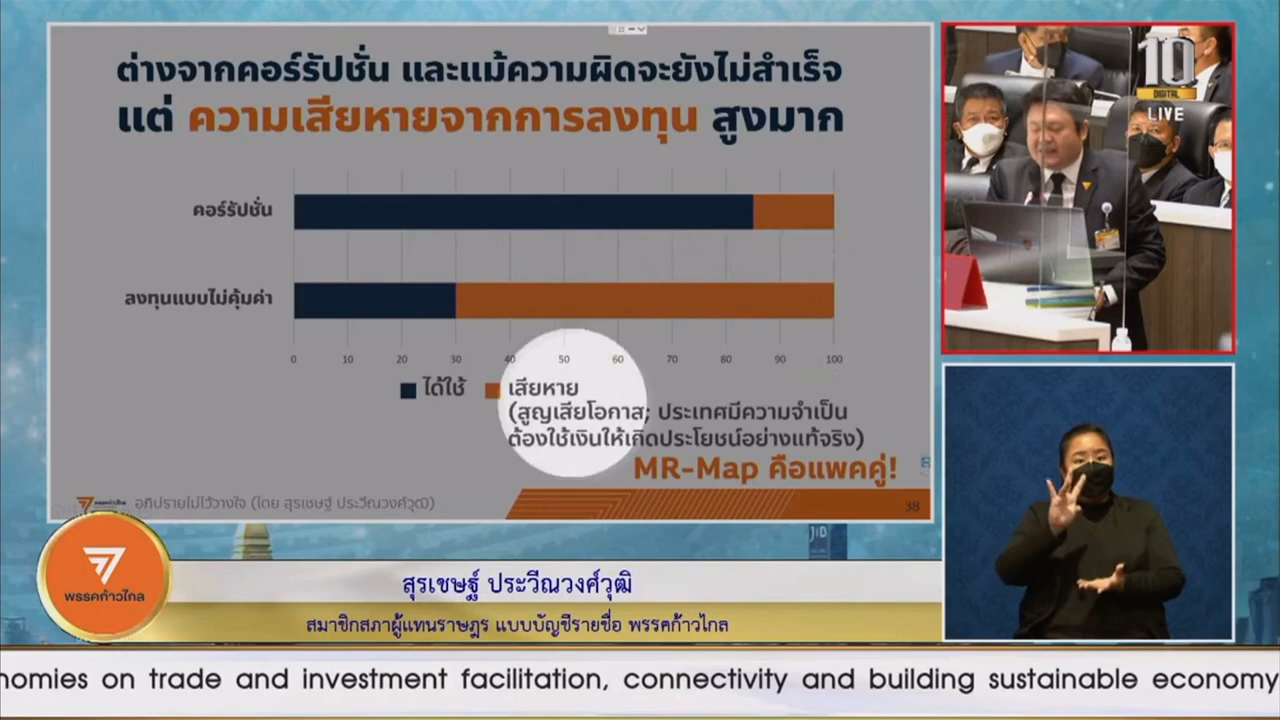 ต่างจากคอร์รัปชั่น และแม้ความผิดจะยังไม่สำเร็จ
แต่ ความเสียหายจากการลงทุน สูงมาก
คอร์รัปชั่น
ลงทุนแบบไม่คุ้มค่า
0 10 20 30 40 50 60 70 80 90 100
ได้ใช้ เสียหาย
(สูญเสียโอกาส; ประเทศมีความจำเป็น
ต้องใช้เงินให้เกิดประโยชน์อย่างแท้จริง)
MR-Map คือแพคคู่!
อภิปรายไม่ไว้วางใจ (โดย สุรเชษฐ์ ประวีณวงศ์วุฒิ)
38
10
DIGITAL
LIVE
พรรคก้าวไกล
สุรเชษฐ์ ประวีณวงศ์วุฒิ
สมาชิกสภาผู้แทนราษฎร แบบบัญชีรายชื่อ พรรคก้าวไกล
nomies on trade and investment facilitation, connectivity and building sustainable economy